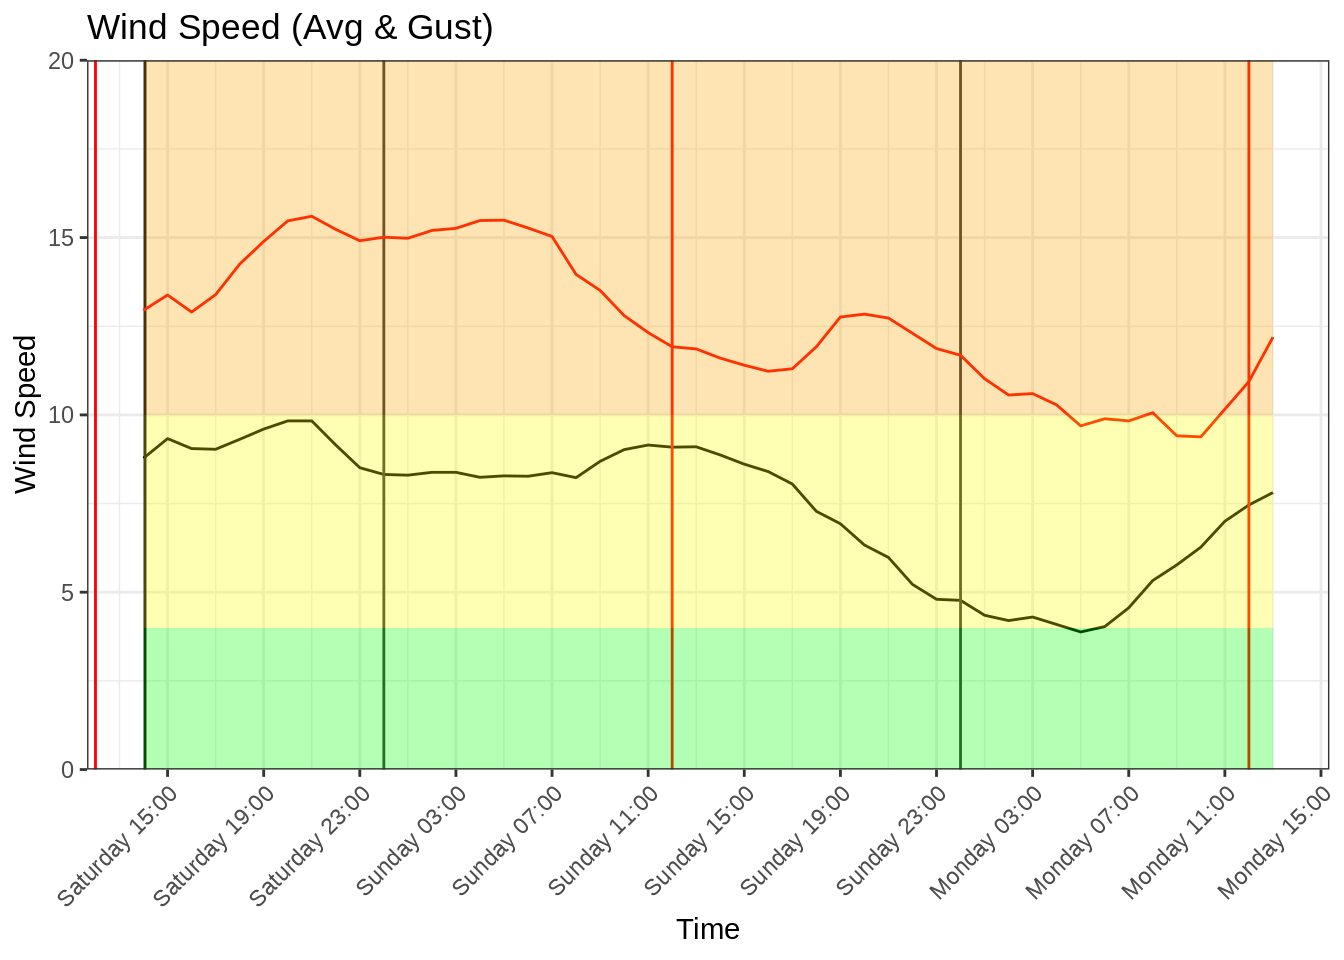 Wind Speed (Avg & Gust)
20
15
10
5
0
Wind Speed
Saturday 15:00
Saturday 19:00
Saturday 23:00
Sunday 03:00
Sunday 07:00
Sunday 11:00
Sunday 15:00
Sunday 19:00
Sunday 23:00
Monday 03:00
Monday 07:00
Monday 11:00
Monday 15:00
Time